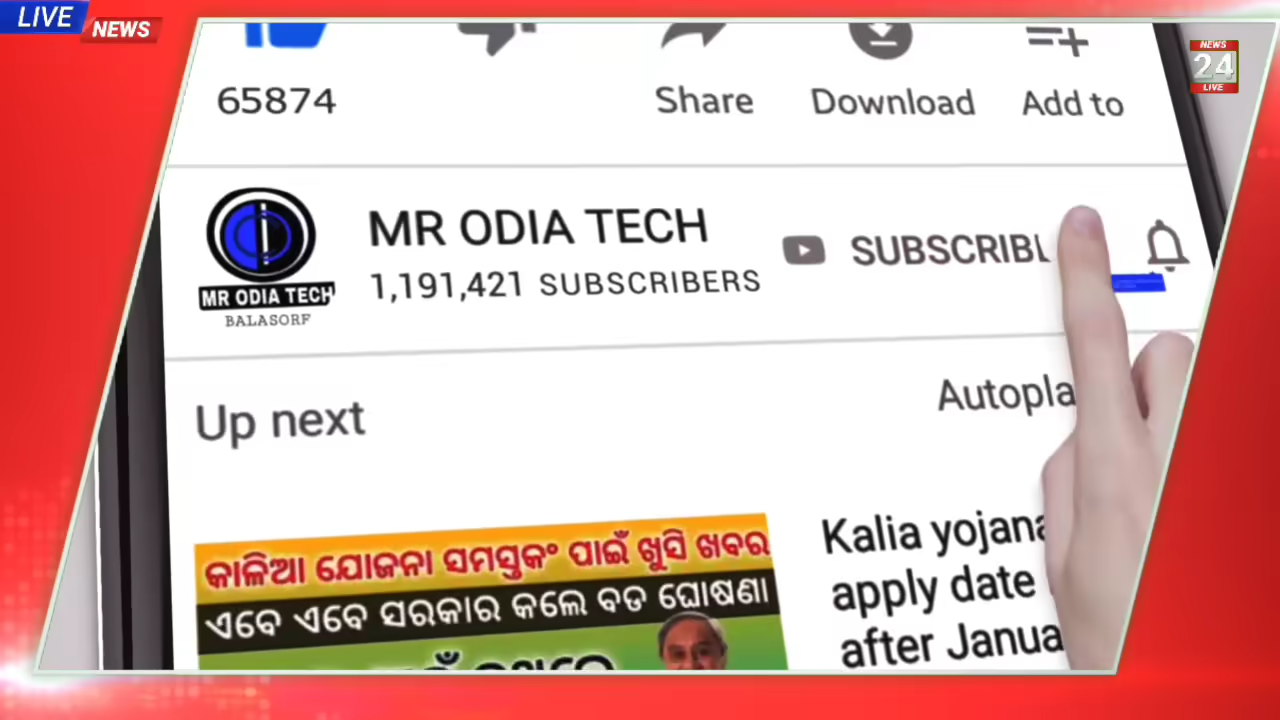 LIVE
NEWS
NEWS
24
LIVE
65874
Share
Download
Add to
MR ODIA TECH
1,191,421 SUBSCRIBERS
SUBSCRIBE
MR ODIA TECH
BALASORF
Up next
Autopla
କାଳିଆ ଯୋଜନା ସମସ୍ତକଂ ପାଇଁ ଖୁସି ଖବର
ଏବେ ଏବେ ସରକାର କଲେ ବଡ ଘୋଷଣା
Kalia yojana
apply date
after Janua